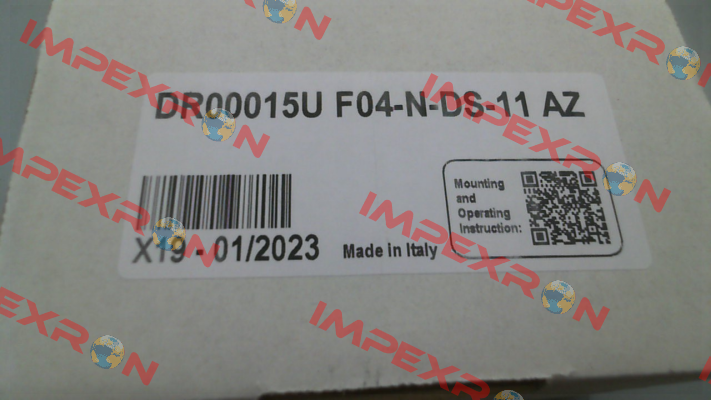 DR00015U F04-N-DS-11 AZ
Mounting
and
Operating
Instruction:
X19 - 01/2023 Made in Italy
IMPEXRON
IMPEXRON
IMPEXRON
IMPEXRON
IMPEXRON
IMPEXRON